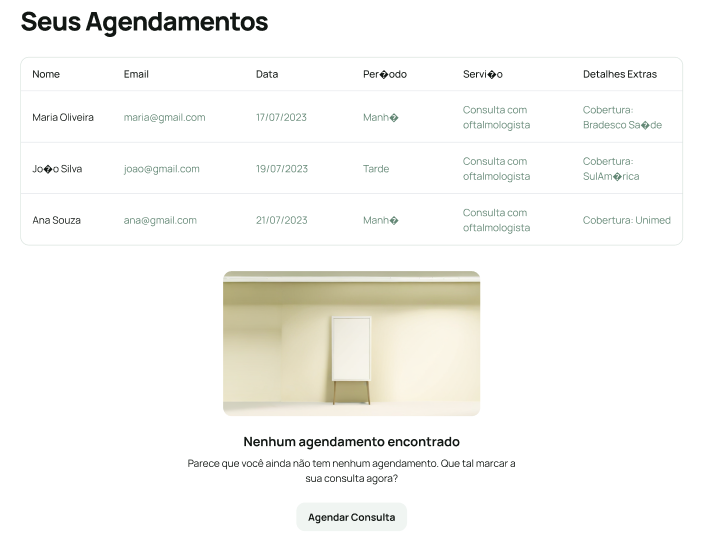 Seus Agendamentos
Nome Email Data Per�odo Servi�o Detalhes Extras
Maria Oliveira maria@gmail.com 17/07/2023 Manh� Consulta com oftalmologista Cobertura: Bradesco Sa�de
Jo�o Silva joao@gmail.com 19/07/2023 Tarde Consulta com oftalmologista Cobertura: SulAm�rica
Ana Souza ana@gmail.com 21/07/2023 Manh� Consulta com oftalmologista Cobertura: Unimed
Nenhum agendamento encontrado
Parece que você ainda não tem nenhum agendamento. Que tal marcar a
sua consulta agora?
Agendar Consulta